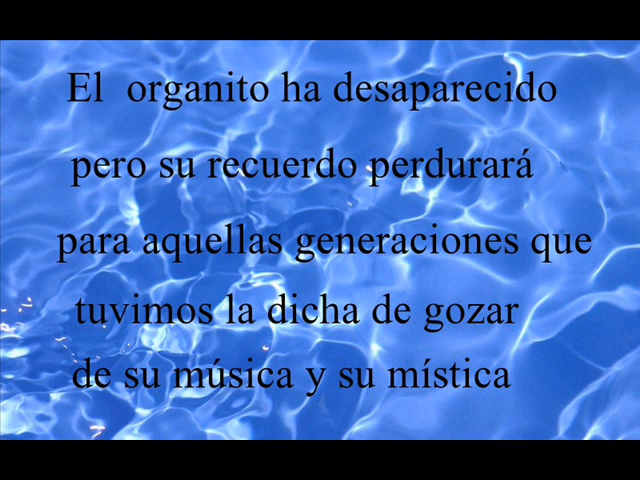 El organito ha desaparecido
pero su recuerdo perdurará
para aquellas generaciones que
tuvimos la dicha de gozar
de su música y su mística